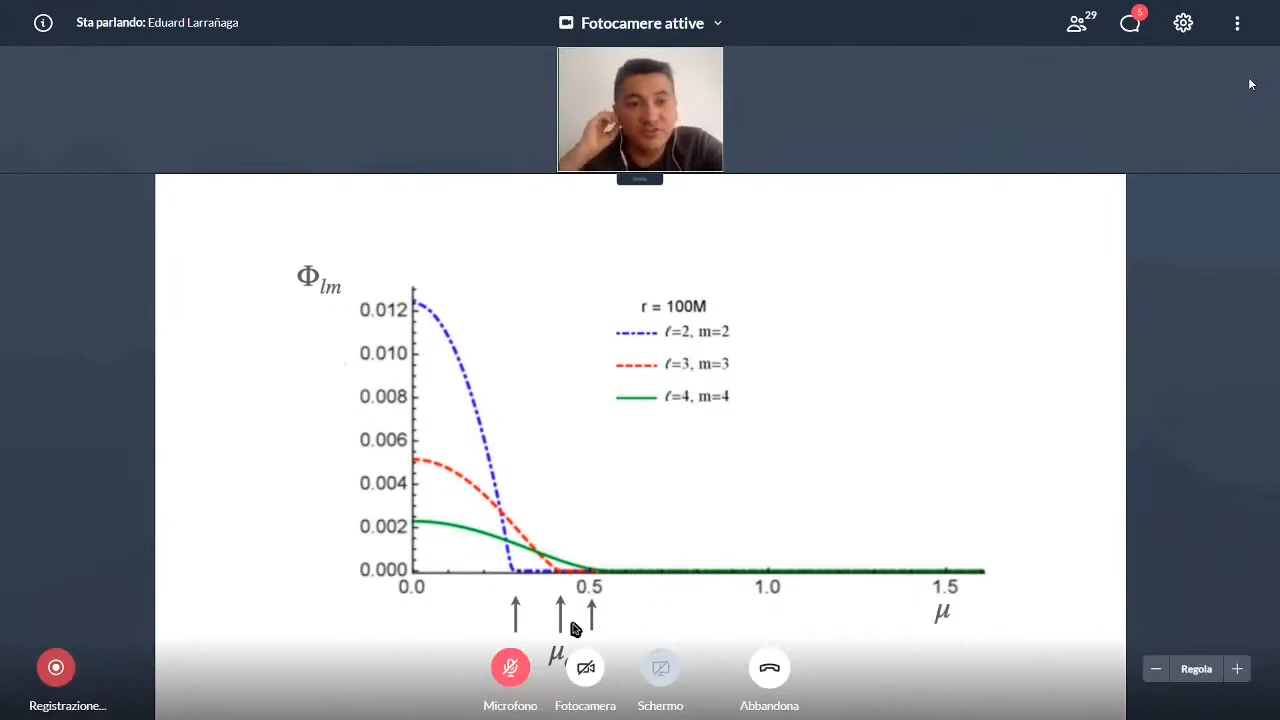 Sta parlando: Eduard Larrañaga
Fotocamere attive
29
5
Φlm
r = 100M
ℓ=2, m=2
ℓ=3, m=3
ℓ=4, m=4
0.012
0.010
0.008
0.006
0.004
0.002
0.000
0.0 0.5 1.0 1.5
μ
μ
Registrazione...
Microfono
Fotocamera
Schermo
Abbandona
Regola